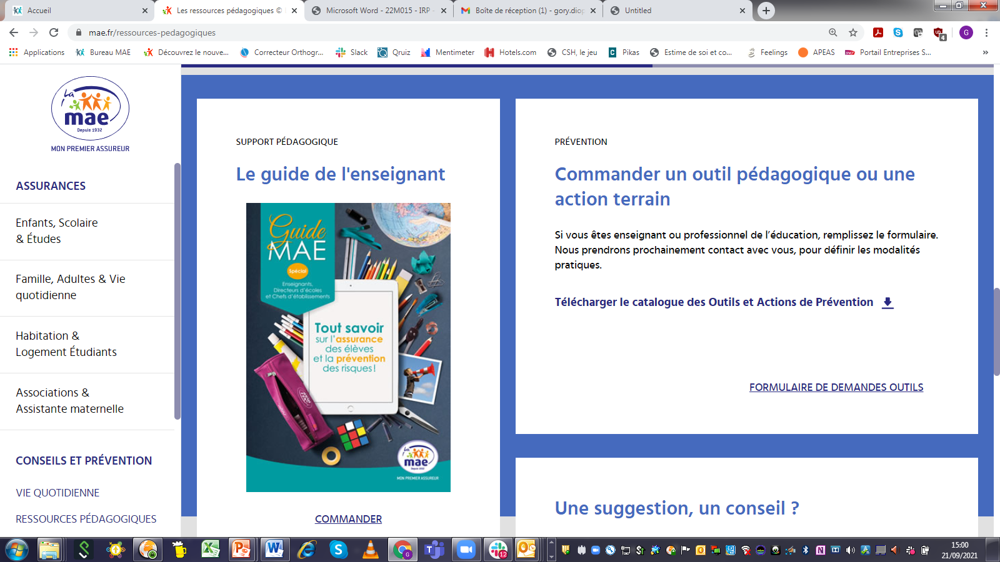 Accueil
Les ressources pédagogiques ©
Microsoft Word - 22M015 - IRP -
Boîte de réception (1) - gory.diop
Untitled
mae.fr/ressources-pedagogiques
G
4
Applications
Bureau MAE
Découvrez le nouve...
Correcteur Orthogr...
Slack
Qruiz
Mentimeter
Hotels.com
CSH, le jeu
Pikas
Estime de soi et co...
Feelings
APEAS
Portail Entreprises S...
»
La
mae
Depuis 1932
MON PREMIER ASSUREUR
ASSURANCES
Enfants, Scolaire
& Études
Famille, Adultes & Vie
quotidienne
Habitation &
Logement Étudiants
Associations &
Assistante maternelle
CONSEILS ET PRÉVENTION
VIE QUOTIDIENNE
RESSOURCES PÉDAGOGIQUES
SUPPORT PÉDAGOGIQUE
Le guide de l'enseignant
Guide
MAE
Spécial
Enseignants,
Directeurs d'écoles
et Chefs d'établissements
Tout savoir
sur l'assurance
des élèves
et la prévention
des risques !
La
mae
Depuis 1932
MON PREMIER ASSUREUR
COMMANDER
PRÉVENTION
Commander un outil pédagogique ou une
action terrain
Si vous êtes enseignant ou professionnel de l’éducation, remplissez le formulaire.
Nous prendrons prochainement contact avec vous, pour définir les modalités
pratiques.
Télécharger le catalogue des Outils et Actions de Prévention
FORMULAIRE DE DEMANDES OUTILS
Une suggestion, un conseil ?
12
15:00
21/09/2021